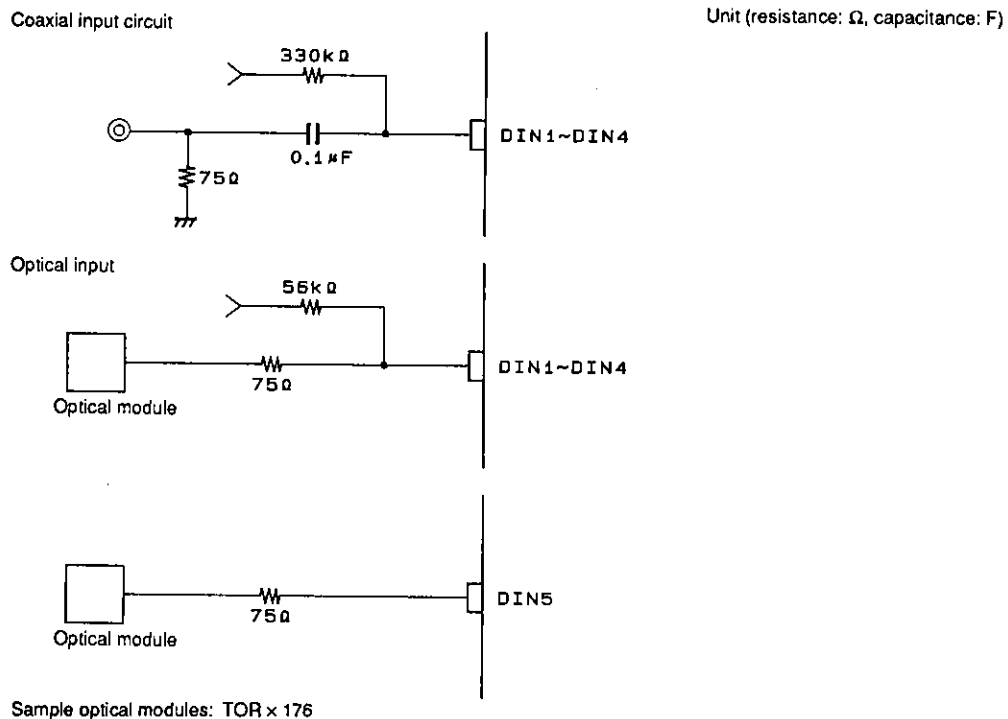 Coaxial input circuit
Unit (resistance: Ω, capacitance: F)
330kΩ
0.1μF
75Ω
DIN1~DIN4
Optical input
56kΩ
75Ω
DIN1~DIN4
Optical module
75Ω
DIN5
Optical module
Sample optical modules: TOR × 176